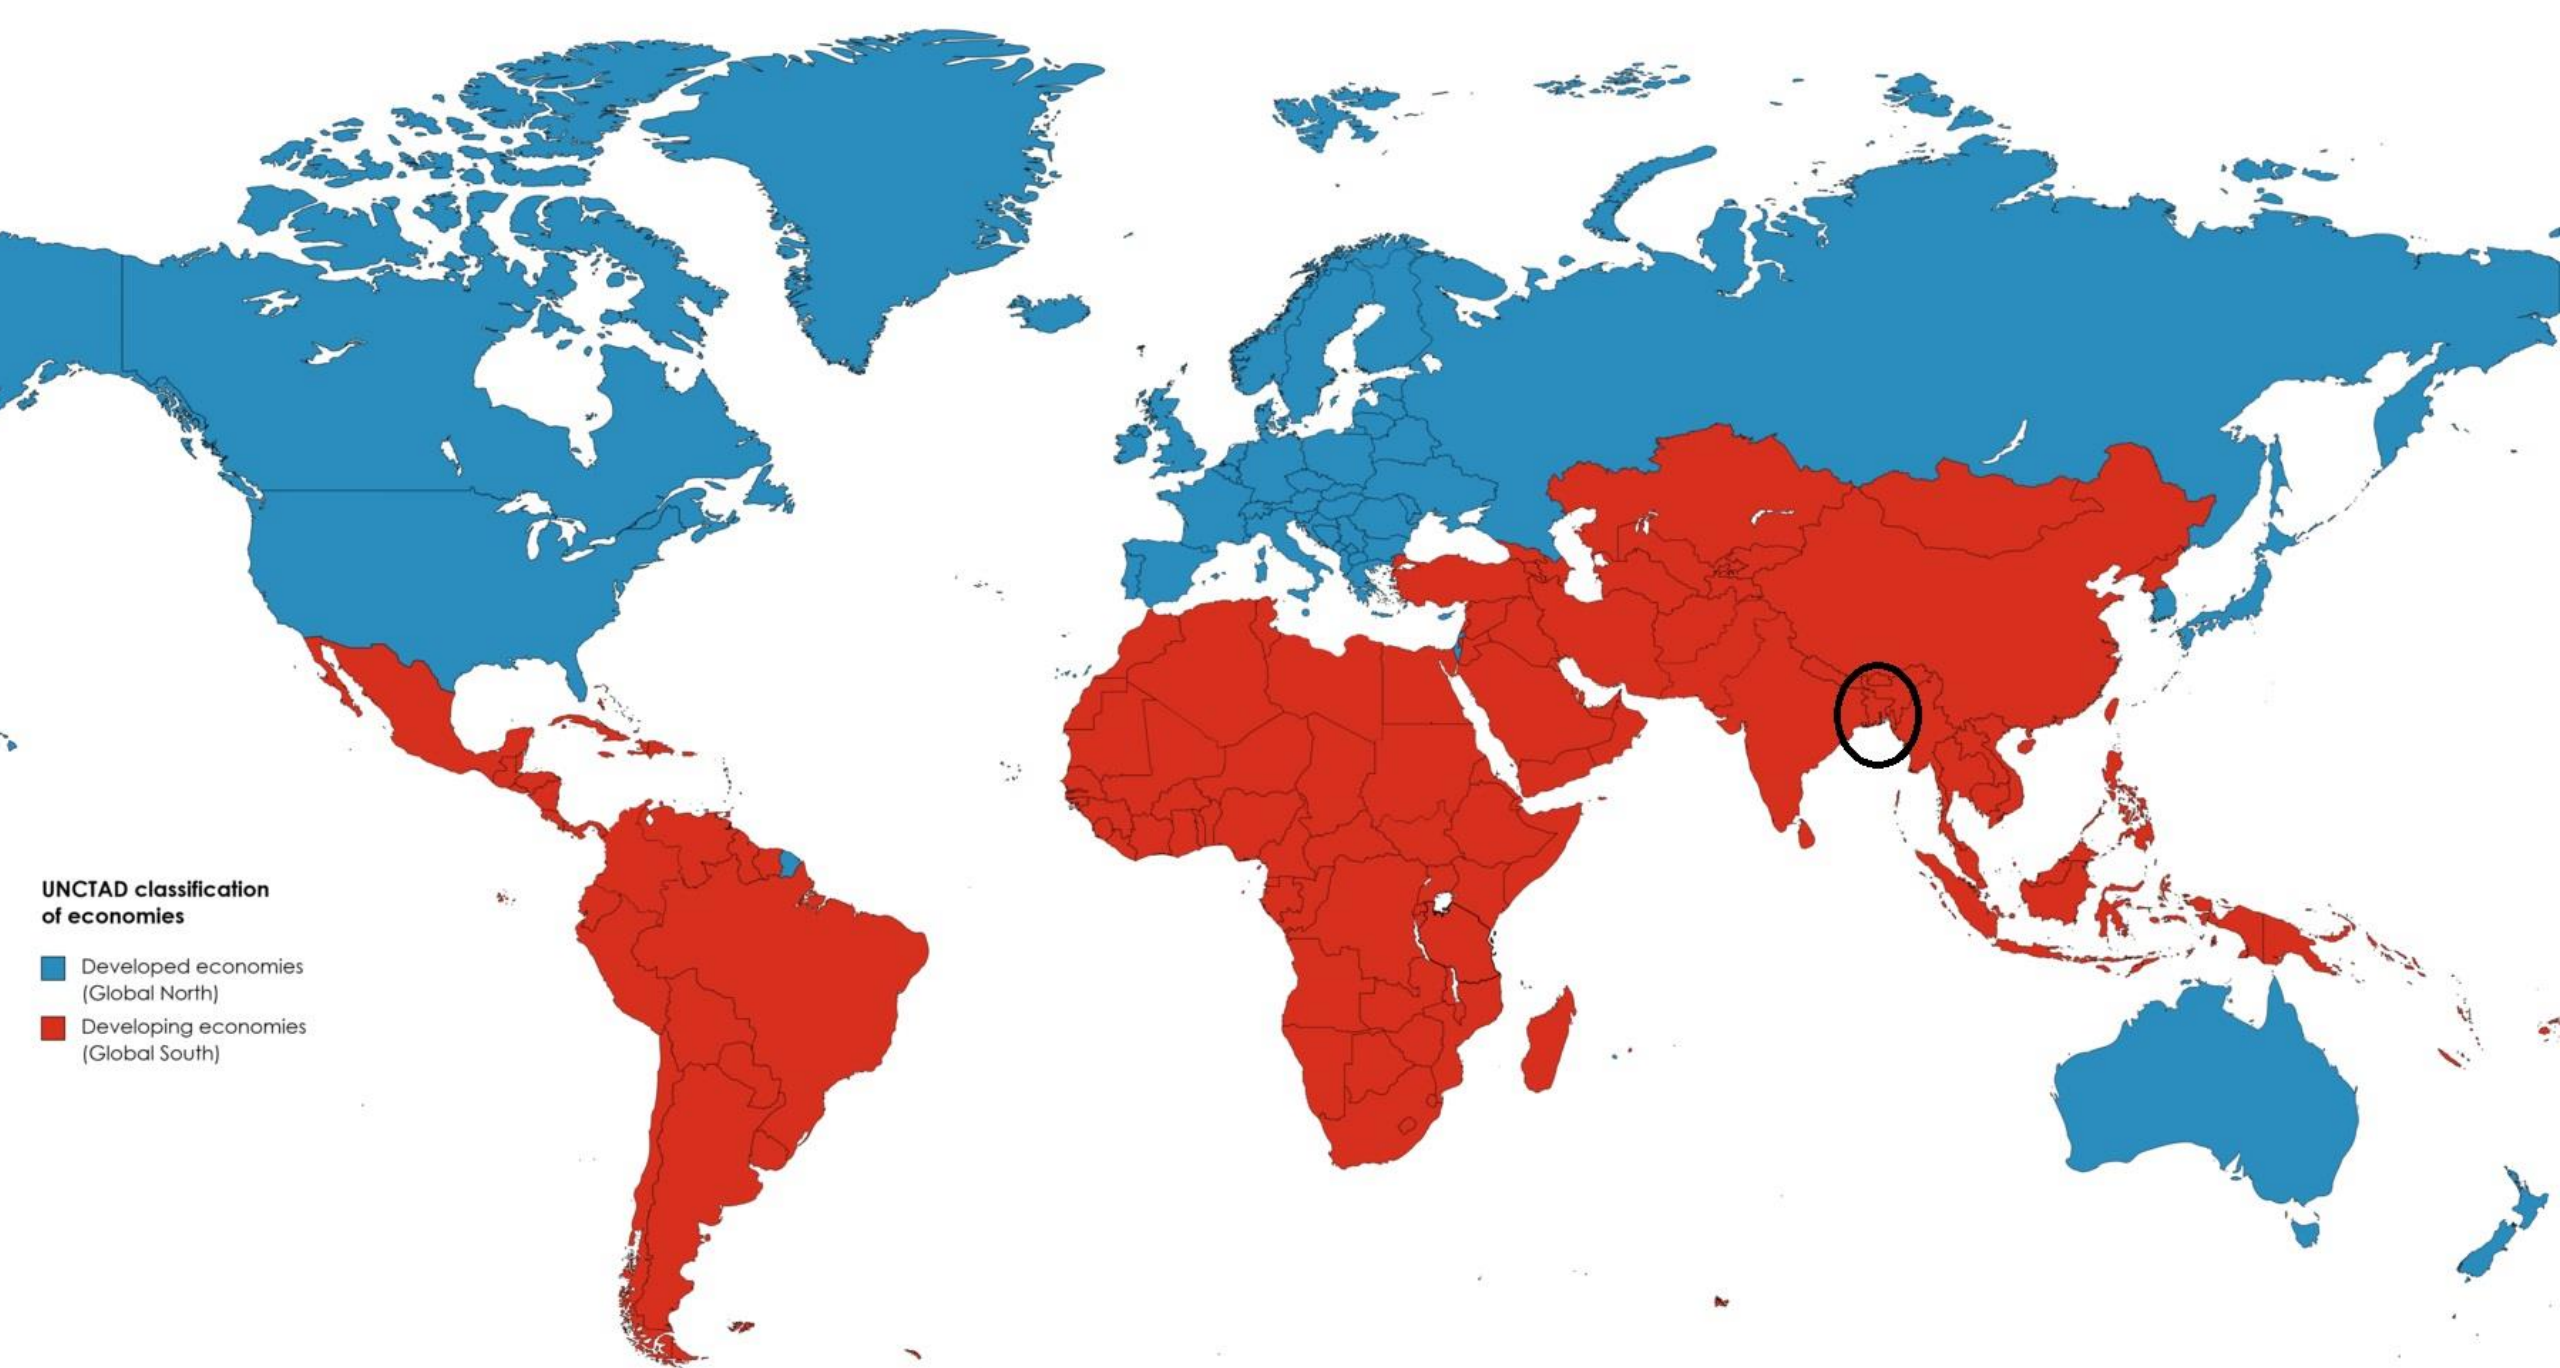 UNCTAD classification
of economies
Developed economies
(Global North)
Developing economies
(Global South)